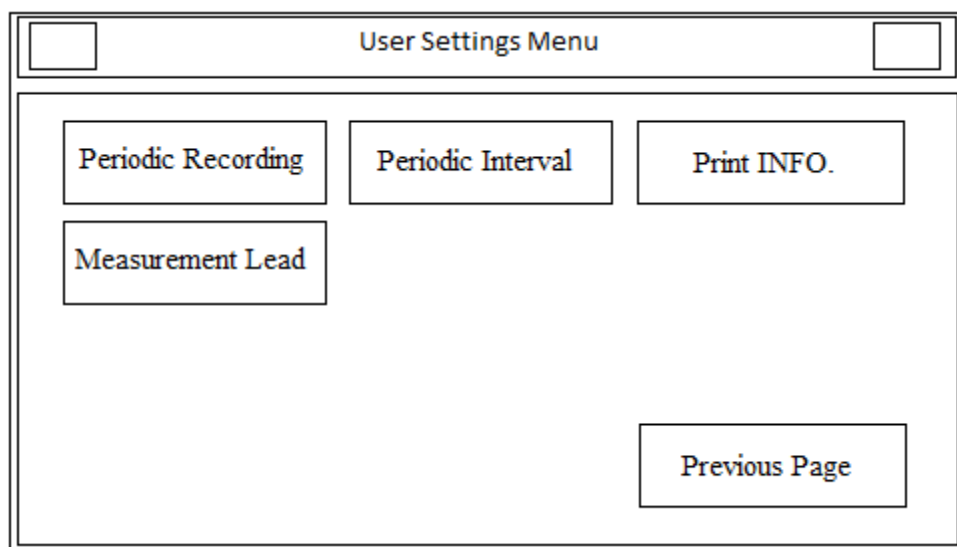 User Settings Menu
Periodic Recording
Periodic Interval
Print INFO.
Measurement Lead
Previous Page